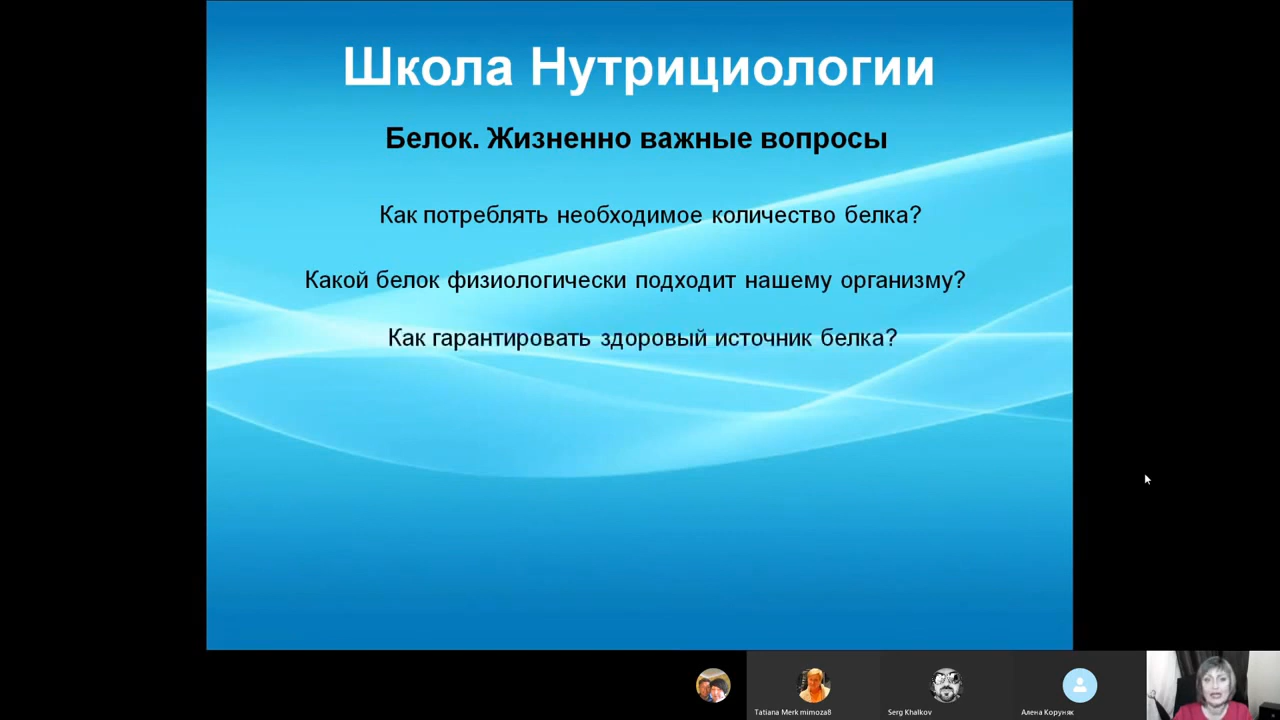 Школа Нутрициологии
Белок. Жизненно важные вопросы
Как потреблять необходимое количество белка?
Какой белок физиологически подходит нашему организму?
Как гарантировать здоровый источник белка?
Tatiana Merk mimoza8
Serg Khalkov
Алена Коруняк